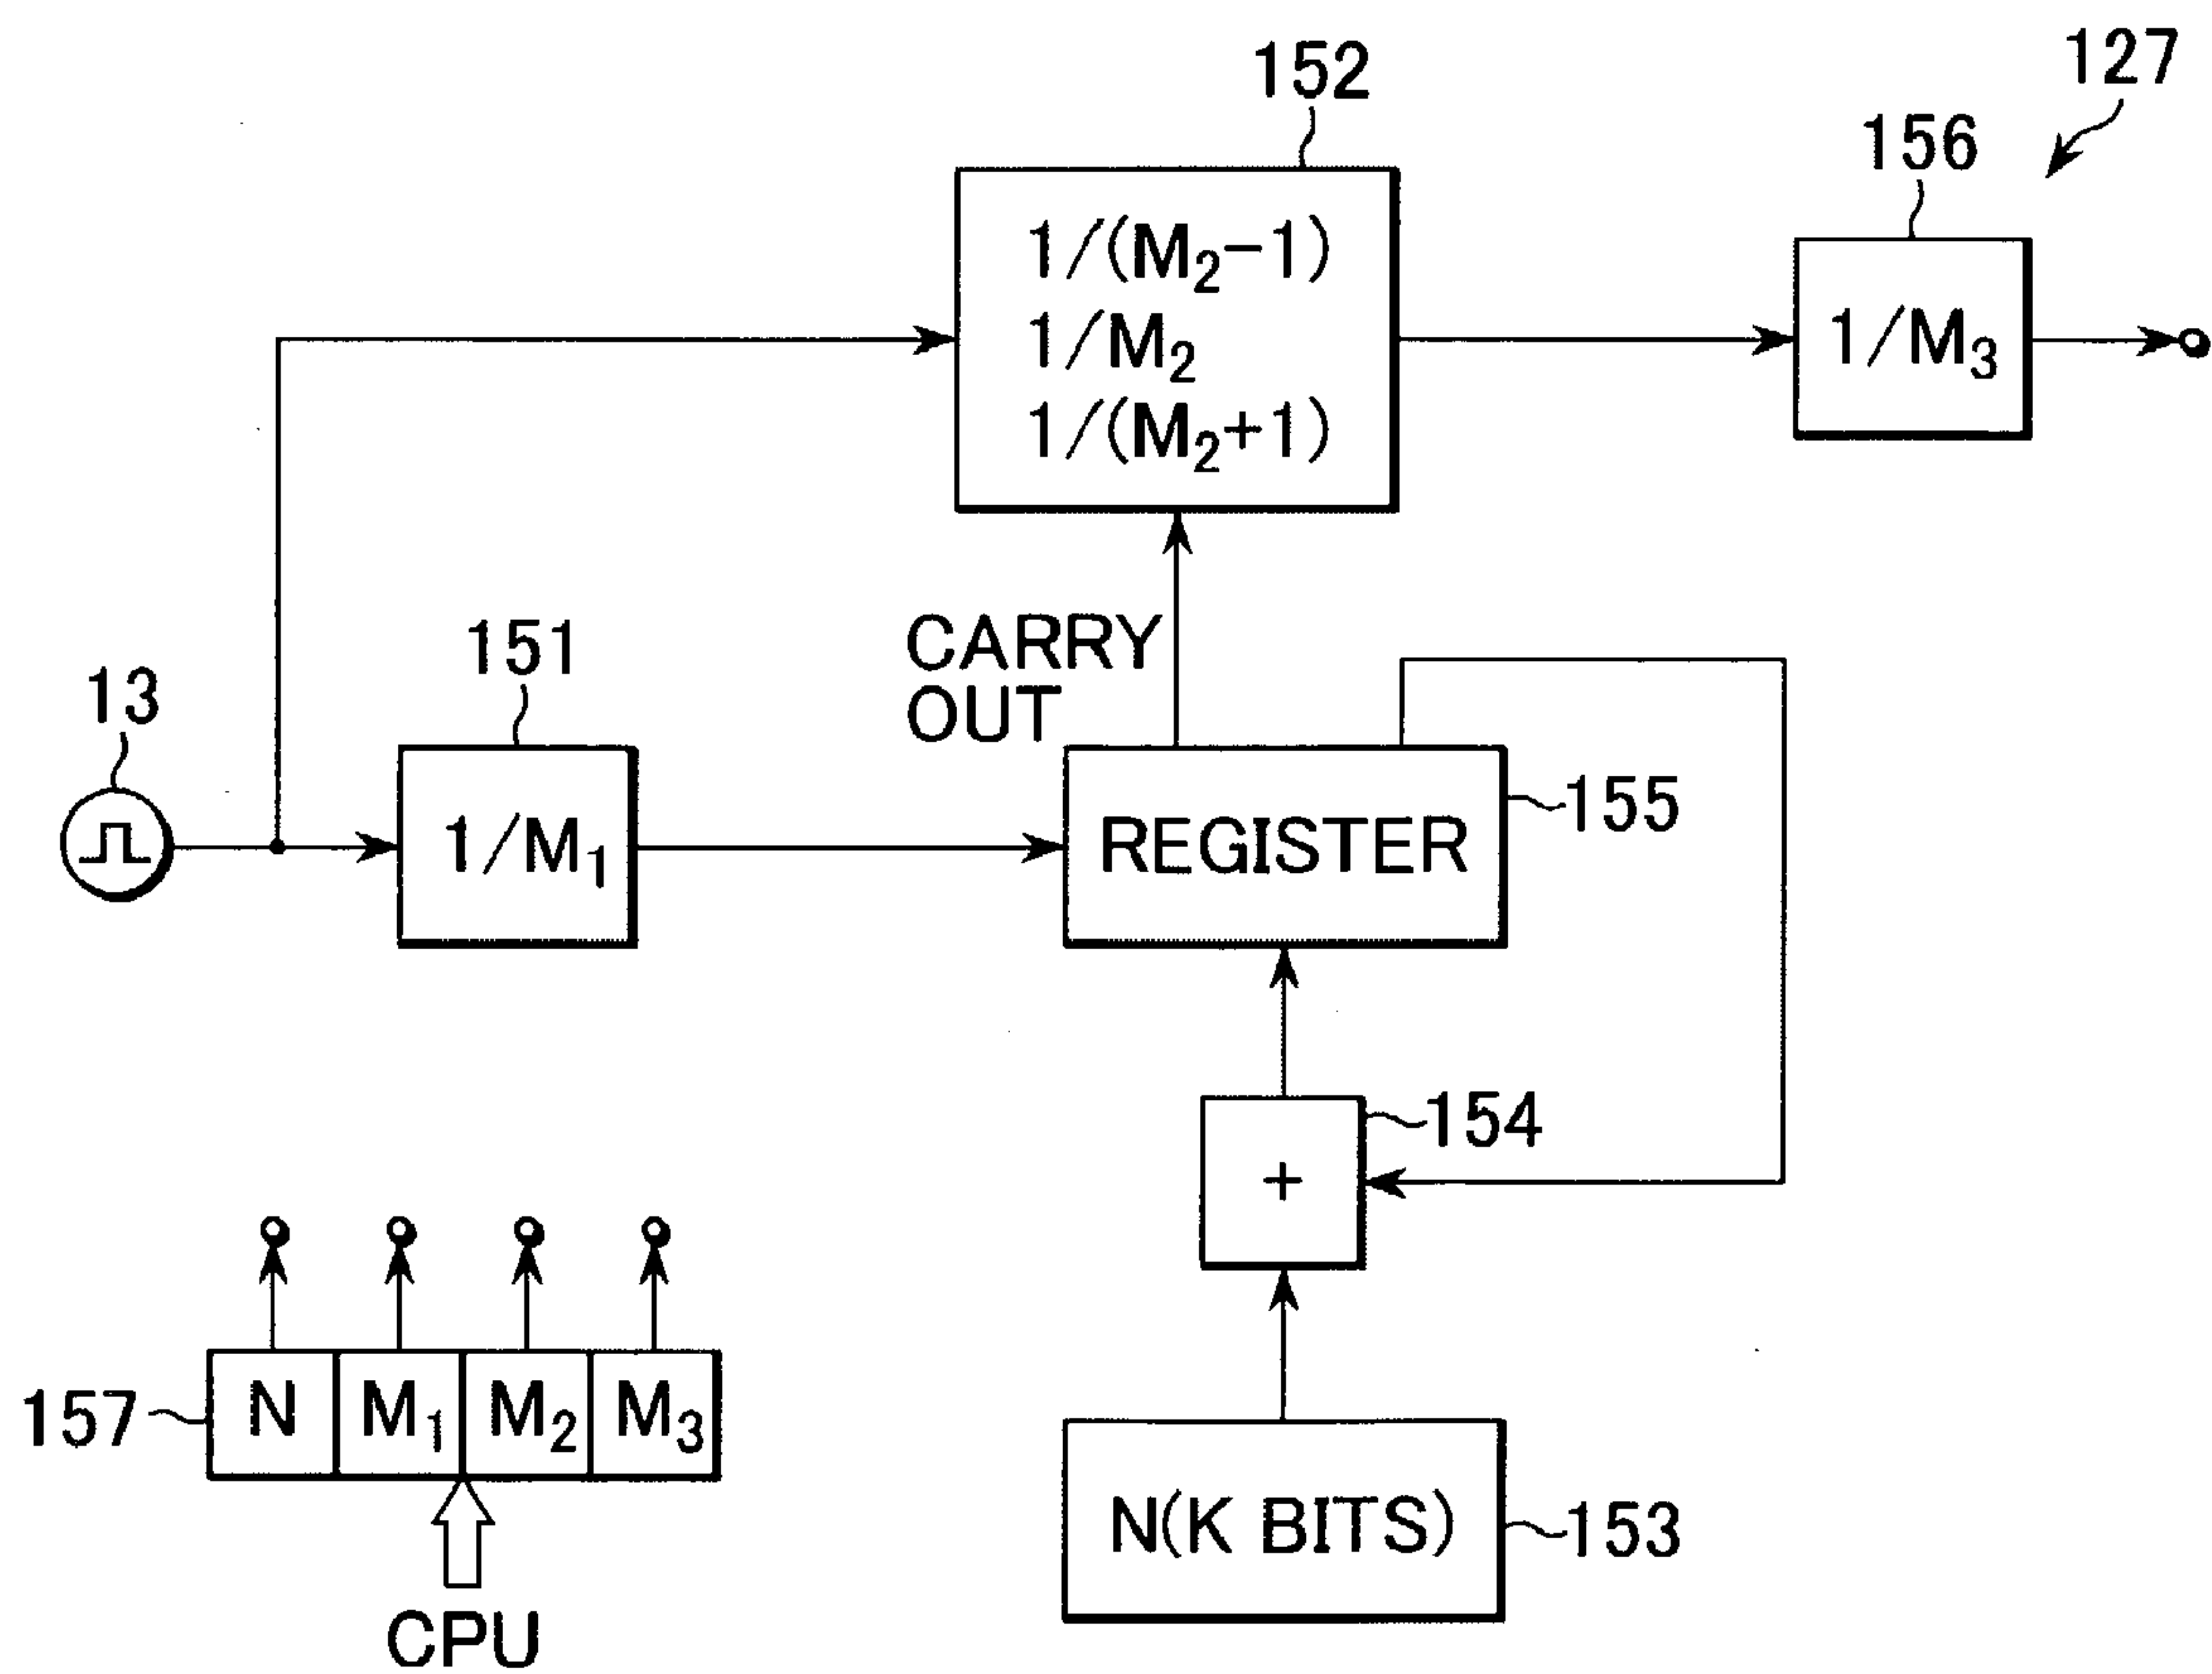 152
127
156
1/(M₂−1)
1/M₂
1/(M₂+1)
1/M₃
13
151
CARRY
OUT
1/M₁
REGISTER
155
154
+
157
N M₁ M₂ M₃
N(K BITS)
153
CPU